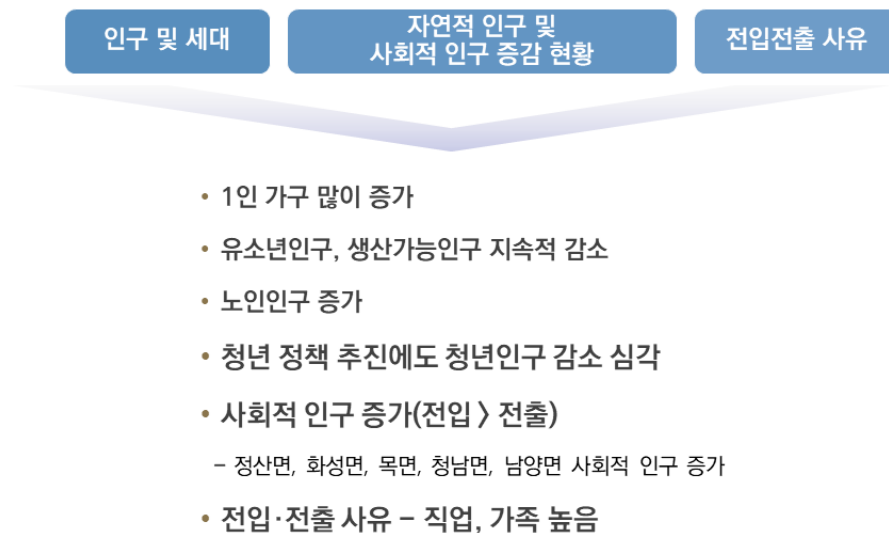 인구 및 세대
자연적 인구 및
사회적 인구 증감 현황
전입전출 사유
• 1인 가구 많이 증가
• 유소년인구, 생산가능인구 지속적 감소
• 노인인구 증가
• 청년 정책 추진에도 청년인구 감소 심각
• 사회적 인구 증가(전입 > 전출)
- 정산면, 화성면, 목면, 청남면, 남양면 사회적 인구 증가
• 전입·전출 사유 - 직업, 가족 높음